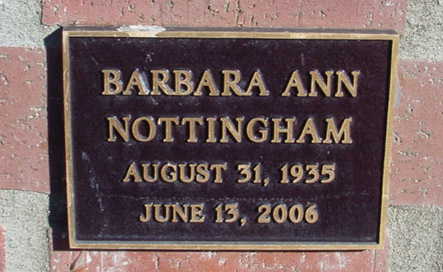 BARBARA ANN
NOTTINGHAM
AUGUST 31, 1935
JUNE 13, 2006